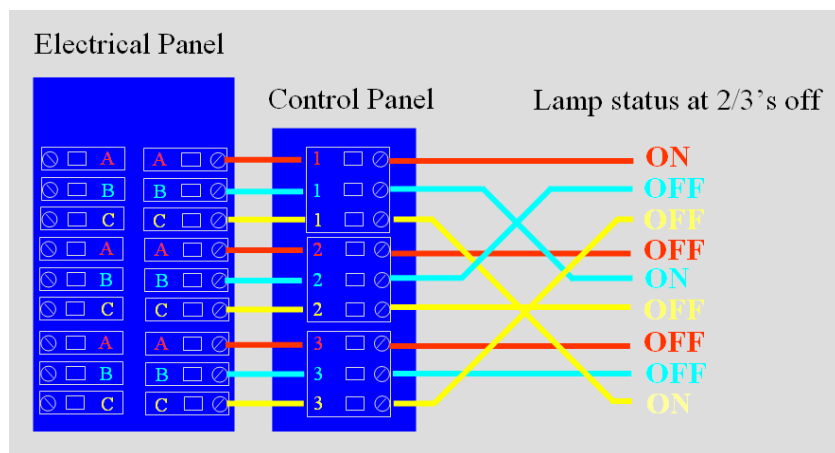 Electrical Panel
Control Panel
Lamp status at 2/3's off
A A 1 ON
B B 1 OFF
C C 1 OFF
A A 2 OFF
B B 2 ON
C C 2 OFF
A A 3 OFF
B B 3 OFF
C C 3 ON